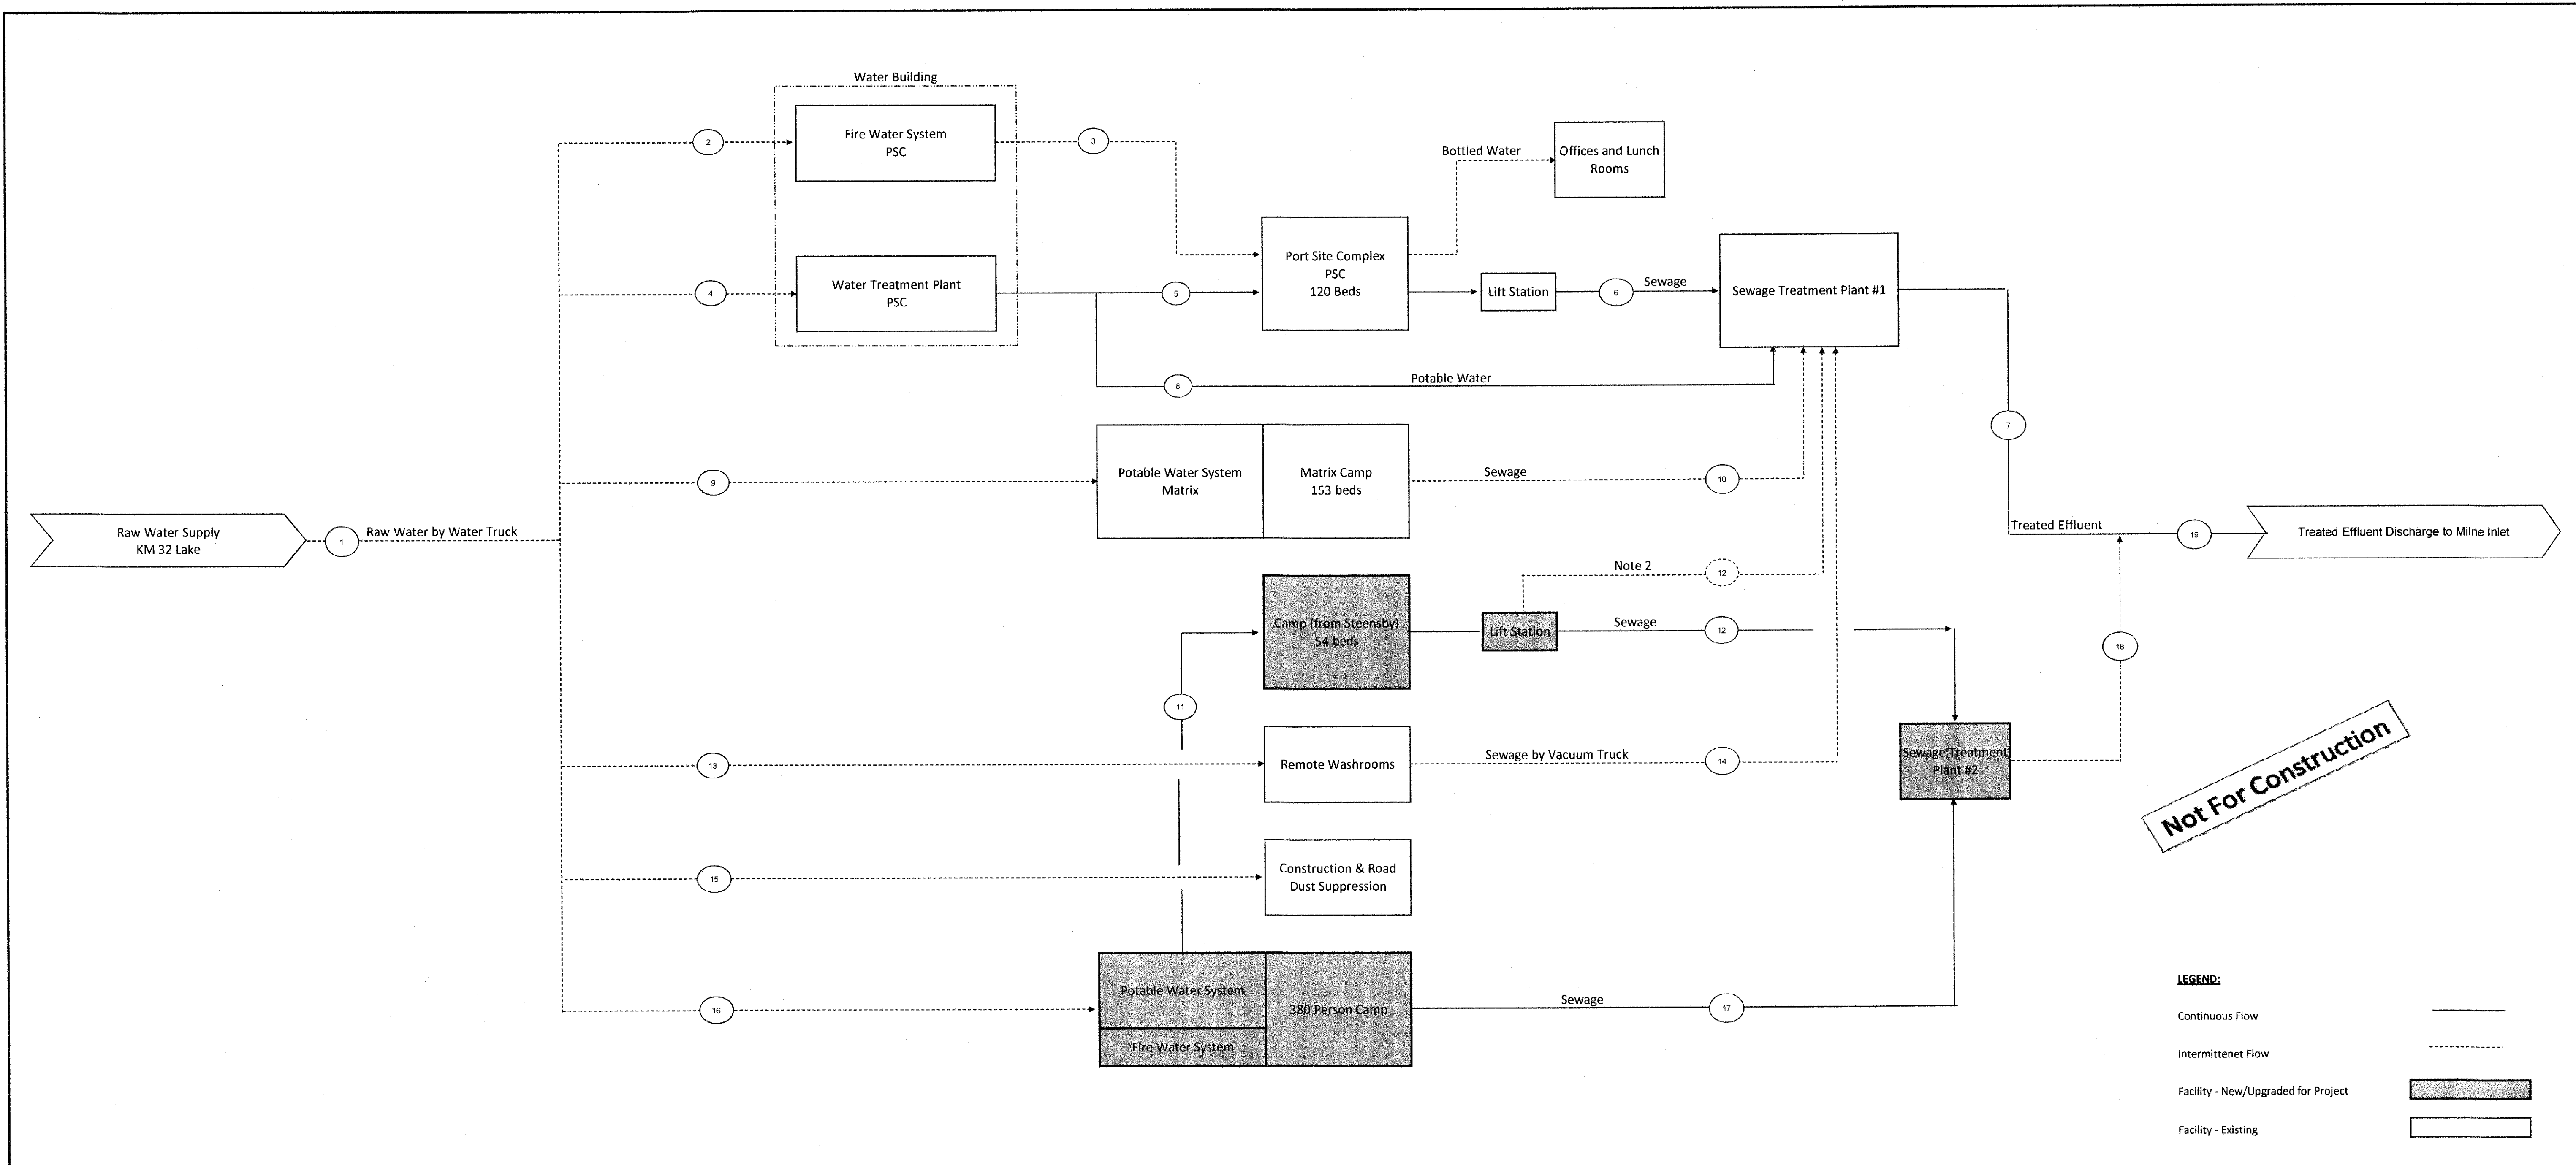 Water Building
Fire Water System
PSC
2
3
Bottled Water
Offices and Lunch
Rooms
Water Treatment Plant
PSC
4
5
Port Site Complex
PSC
120 Beds
Lift Station
6
Sewage
Sewage Treatment Plant #1
8
Potable Water
7
9
Potable Water System
Matrix
Matrix Camp
153 beds
Sewage
10
Raw Water Supply
KM 32 Lake
1
Raw Water by Water Truck
Treated Effluent
19
Treated Effluent Discharge to Milne Inlet
Note 2
12
Camp (from Steensby)
54 beds
Lift Station
Sewage
12
18
11
13
Remote Washrooms
Sewage by Vacuum Truck
14
Sewage Treatment
Plant #2
Not For Construction
15
Construction & Road
Dust Suppression
16
Potable Water System
Fire Water System
380 Person Camp
Sewage
17
LEGEND:
Continuous Flow
Intermittenet Flow
Facility - New/Upgraded for Project
Facility - Existing